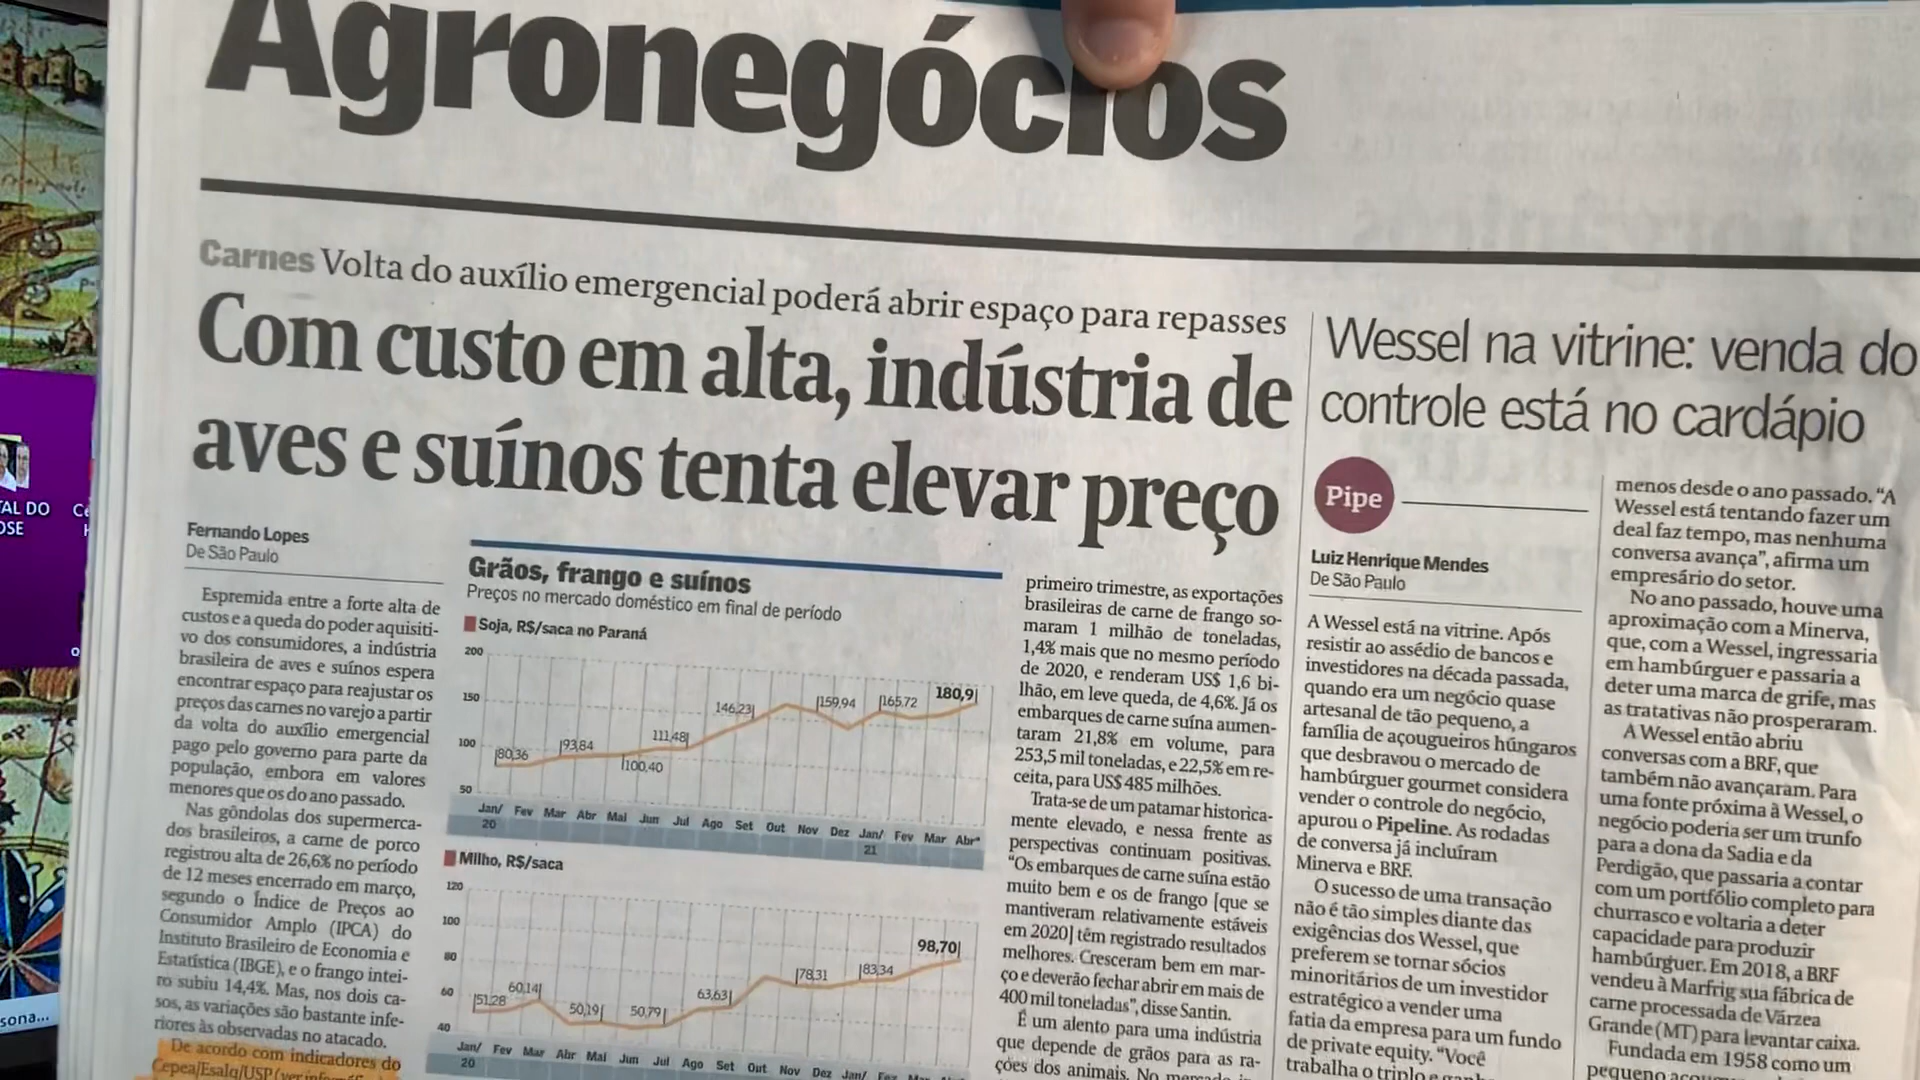 Agronegócios
Carnes Volta do auxílio emergencial poderá abrir espaço para repasses
Com custo em alta, indústria de
aves e suínos tenta elevar preço
Fernando Lopes
De São Paulo
Espremida entre a forte alta de
custos e a queda do poder aquisiti-
vo dos consumidores, a indústria
brasileira de aves e suínos espera
encontrar espaço para reajustar os
preços das carnes no varejo a partir
da volta do auxílio emergencial
pago pelo governo para parte da
população, embora em valores
menores que os do ano passado.
Nas gôndolas dos supermerca-
dos brasileiros, a carne de porco
registrou alta de 26,6% no período
de 12 meses encerrado em março,
segundo o Índice de Preços ao
Consumidor Amplo (IPCA) do
Instituto Brasileiro de Economia e
Estatística (IBGE), e o frango intei-
ro subiu 14,4%. Mas, nos dois ca-
sos, as variações são bastante infe-
riores às observadas no atacado.
De acordo com indicadores do
Cepea/Esalq/USP (ver
Grãos, frango e suínos
Preços no mercado doméstico em final de período
Soja, R$/saca no Paraná
200
150
100
50
80,36
93,84
100,40
111,48
146,23
159,94
165,72
180,9
Jan/ Fev Mar Abr Mai Jun Jul Ago Set Out Nov Dez Jan/ Fev Mar Abr*
20 21
Milho, R$/saca
120
100
80
60
40
51,28
60,14
50,19
50,79
63,63
78,31
83,34
98,70
Jan/ Fev Mar Abr Mai Jun Jul Ago Set Out Nov Dez Jan/ Fev Mar
20
primeiro trimestre, as exportações
brasileiras de carne de frango so-
maram 1 milhão de toneladas,
1,4% mais que no mesmo período
de 2020, e renderam US$ 1,6 bi-
lhão, em leve queda, de 4,6%. Já os
embarques de carne suína aumen-
taram 21,8% em volume, para
253,5 mil toneladas, e 22,5% em re-
ceita, para US$ 485 milhões.
Trata-se de um patamar historica-
mente elevado, e nessa frente as
perspectivas continuam positivas.
“Os embarques de carne suína estão
muito bem e os de frango [que se
mantiveram relativamente estáveis
em 2020] têm registrado resultados
melhores. Cresceram bem em mar-
ço e deverão fechar abril em mais de
400 mil toneladas”, disse Santin.
É um alento para uma indústria
que depende de grãos para as ra-
ções dos animais. No
Wessel na vitrine: venda do
controle está no cardápio
Pipe
Luiz Henrique Mendes
De São Paulo
A Wessel está na vitrine. Após
resistir ao assédio de bancos e
investidores na década passada,
quando era um negócio quase
artesanal de tão pequeno, a
família de açougueiros húngaros
que desbravou o mercado de
hambúrguer gourmet considera
vender o controle do negócio,
apurou o Pipeline. As rodadas
de conversa já incluíram
Minerva e BRF.
O sucesso de uma transação
não é tão simples diante das
exigências dos Wessel, que
preferem se tornar sócios
minoritários de um investidor
estratégico a vender uma
fatia da empresa para um fundo
de private equity. “Você
trabalha o triplo e
menos desde o ano passado. “A
Wessel está tentando fazer um
deal faz tempo, mas nenhuma
conversa avança”, afirma um
empresário do setor.
No ano passado, houve uma
aproximação com a Minerva,
que, com a Wessel, ingressaria
em hambúrguer e passaria a
deter uma marca de grife, mas
as tratativas não prosperaram.
A Wessel então abriu
conversas com a BRF, que
também não avançaram. Para
uma fonte próxima à Wessel, o
negócio poderia ser um trunfo
para a dona da Sadia e da
Perdigão, que passaria a contar
com um portfólio completo para
churrasco e voltaria a deter
capacidade para produzir
hambúrguer. Em 2018, a BRF
vendeu à Marfrig sua fábrica de
carne processada de Várzea
Grande (MT) para levantar caixa.
Fundada em 1958 como um
pequeno